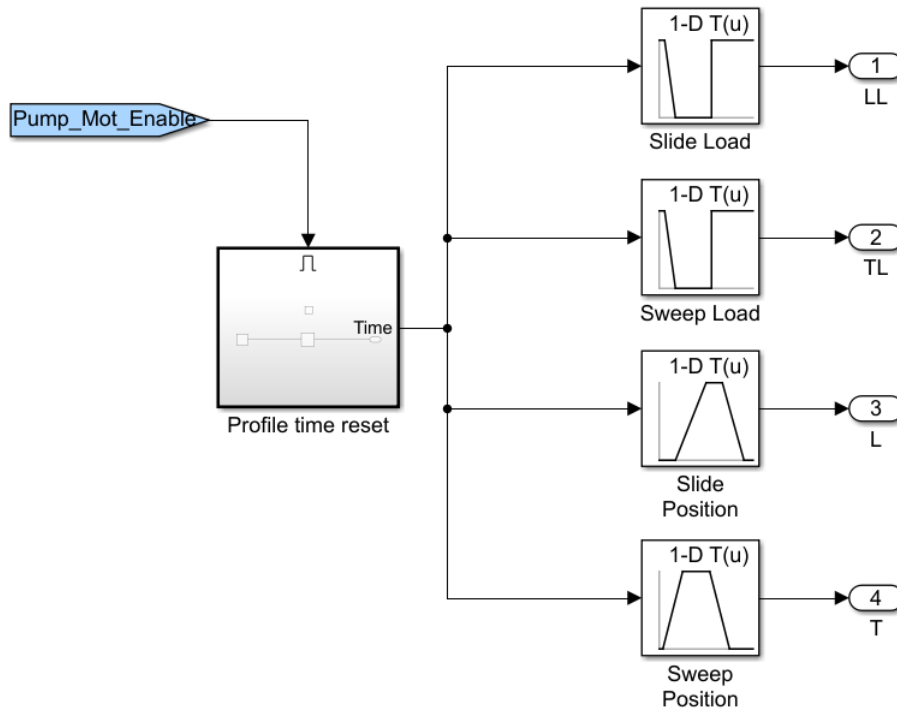 1-D T(u)
1
LL
Slide Load
Pump_Mot_Enable
1-D T(u)
2
TL
Sweep Load
Time
Profile time reset
1-D T(u)
3
L
Slide
Position
1-D T(u)
4
T
Sweep
Position